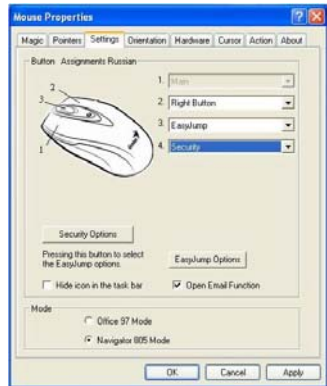 Mouse Properties
Magic Pointers Settings Orientation Hardware Cursor Action About
Button Assignments Russian
1. Main
2. Right Button
3. EasyJump
4. Security
2
3
1
Genius
Security Options
Pressing this button to select
the EasyJump options.
EasyJump Options
Hide icon in the task bar
Open Email Function
Mode
Office 97 Mode
Navigator 805 Mode
OK Cancel Apply